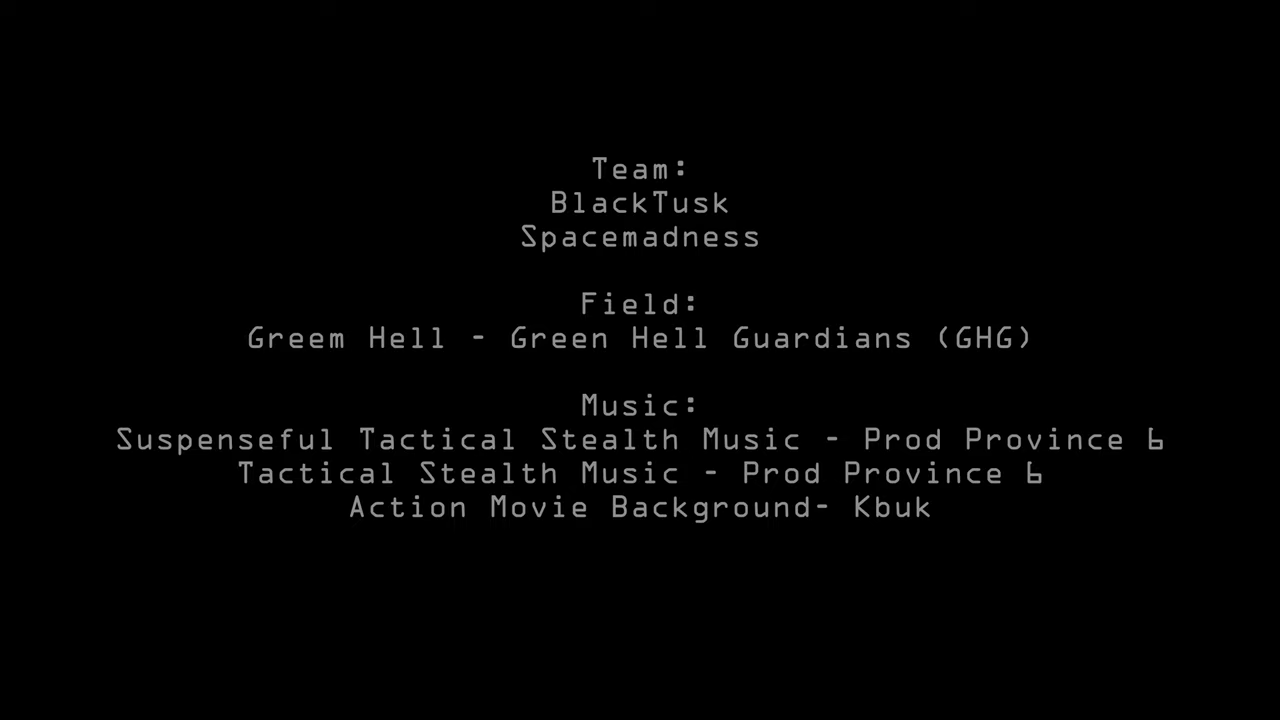 Team:
BlackTusk
Spacemadness
Field:
Greem Hell - Green Hell Guardians (GHG)
Music:
Suspenseful Tactical Stealth Music - Prod Province 6
Tactical Stealth Music - Prod Province 6
Action Movie Background- Kbuk